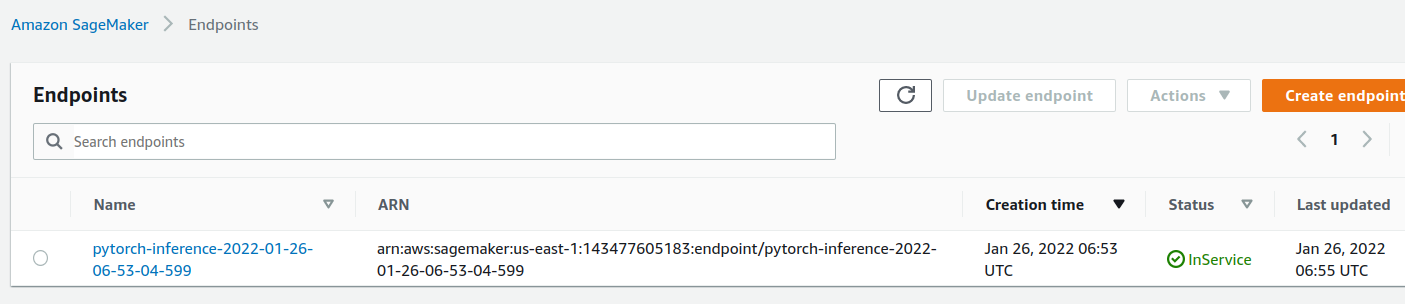 Amazon SageMaker > Endpoints
Endpoints
Update endpoint
Actions
Create endpoint
Search endpoints
1
Name
ARN
Creation time
Status
Last updated
pytorch-inference-2022-01-26-
06-53-04-599
arn:aws:sagemaker:us-east-1:143477605183:endpoint/pytorch-inference-2022-
01-26-06-53-04-599
Jan 26, 2022 06:53
UTC
InService
Jan 26, 2022
06:55 UTC